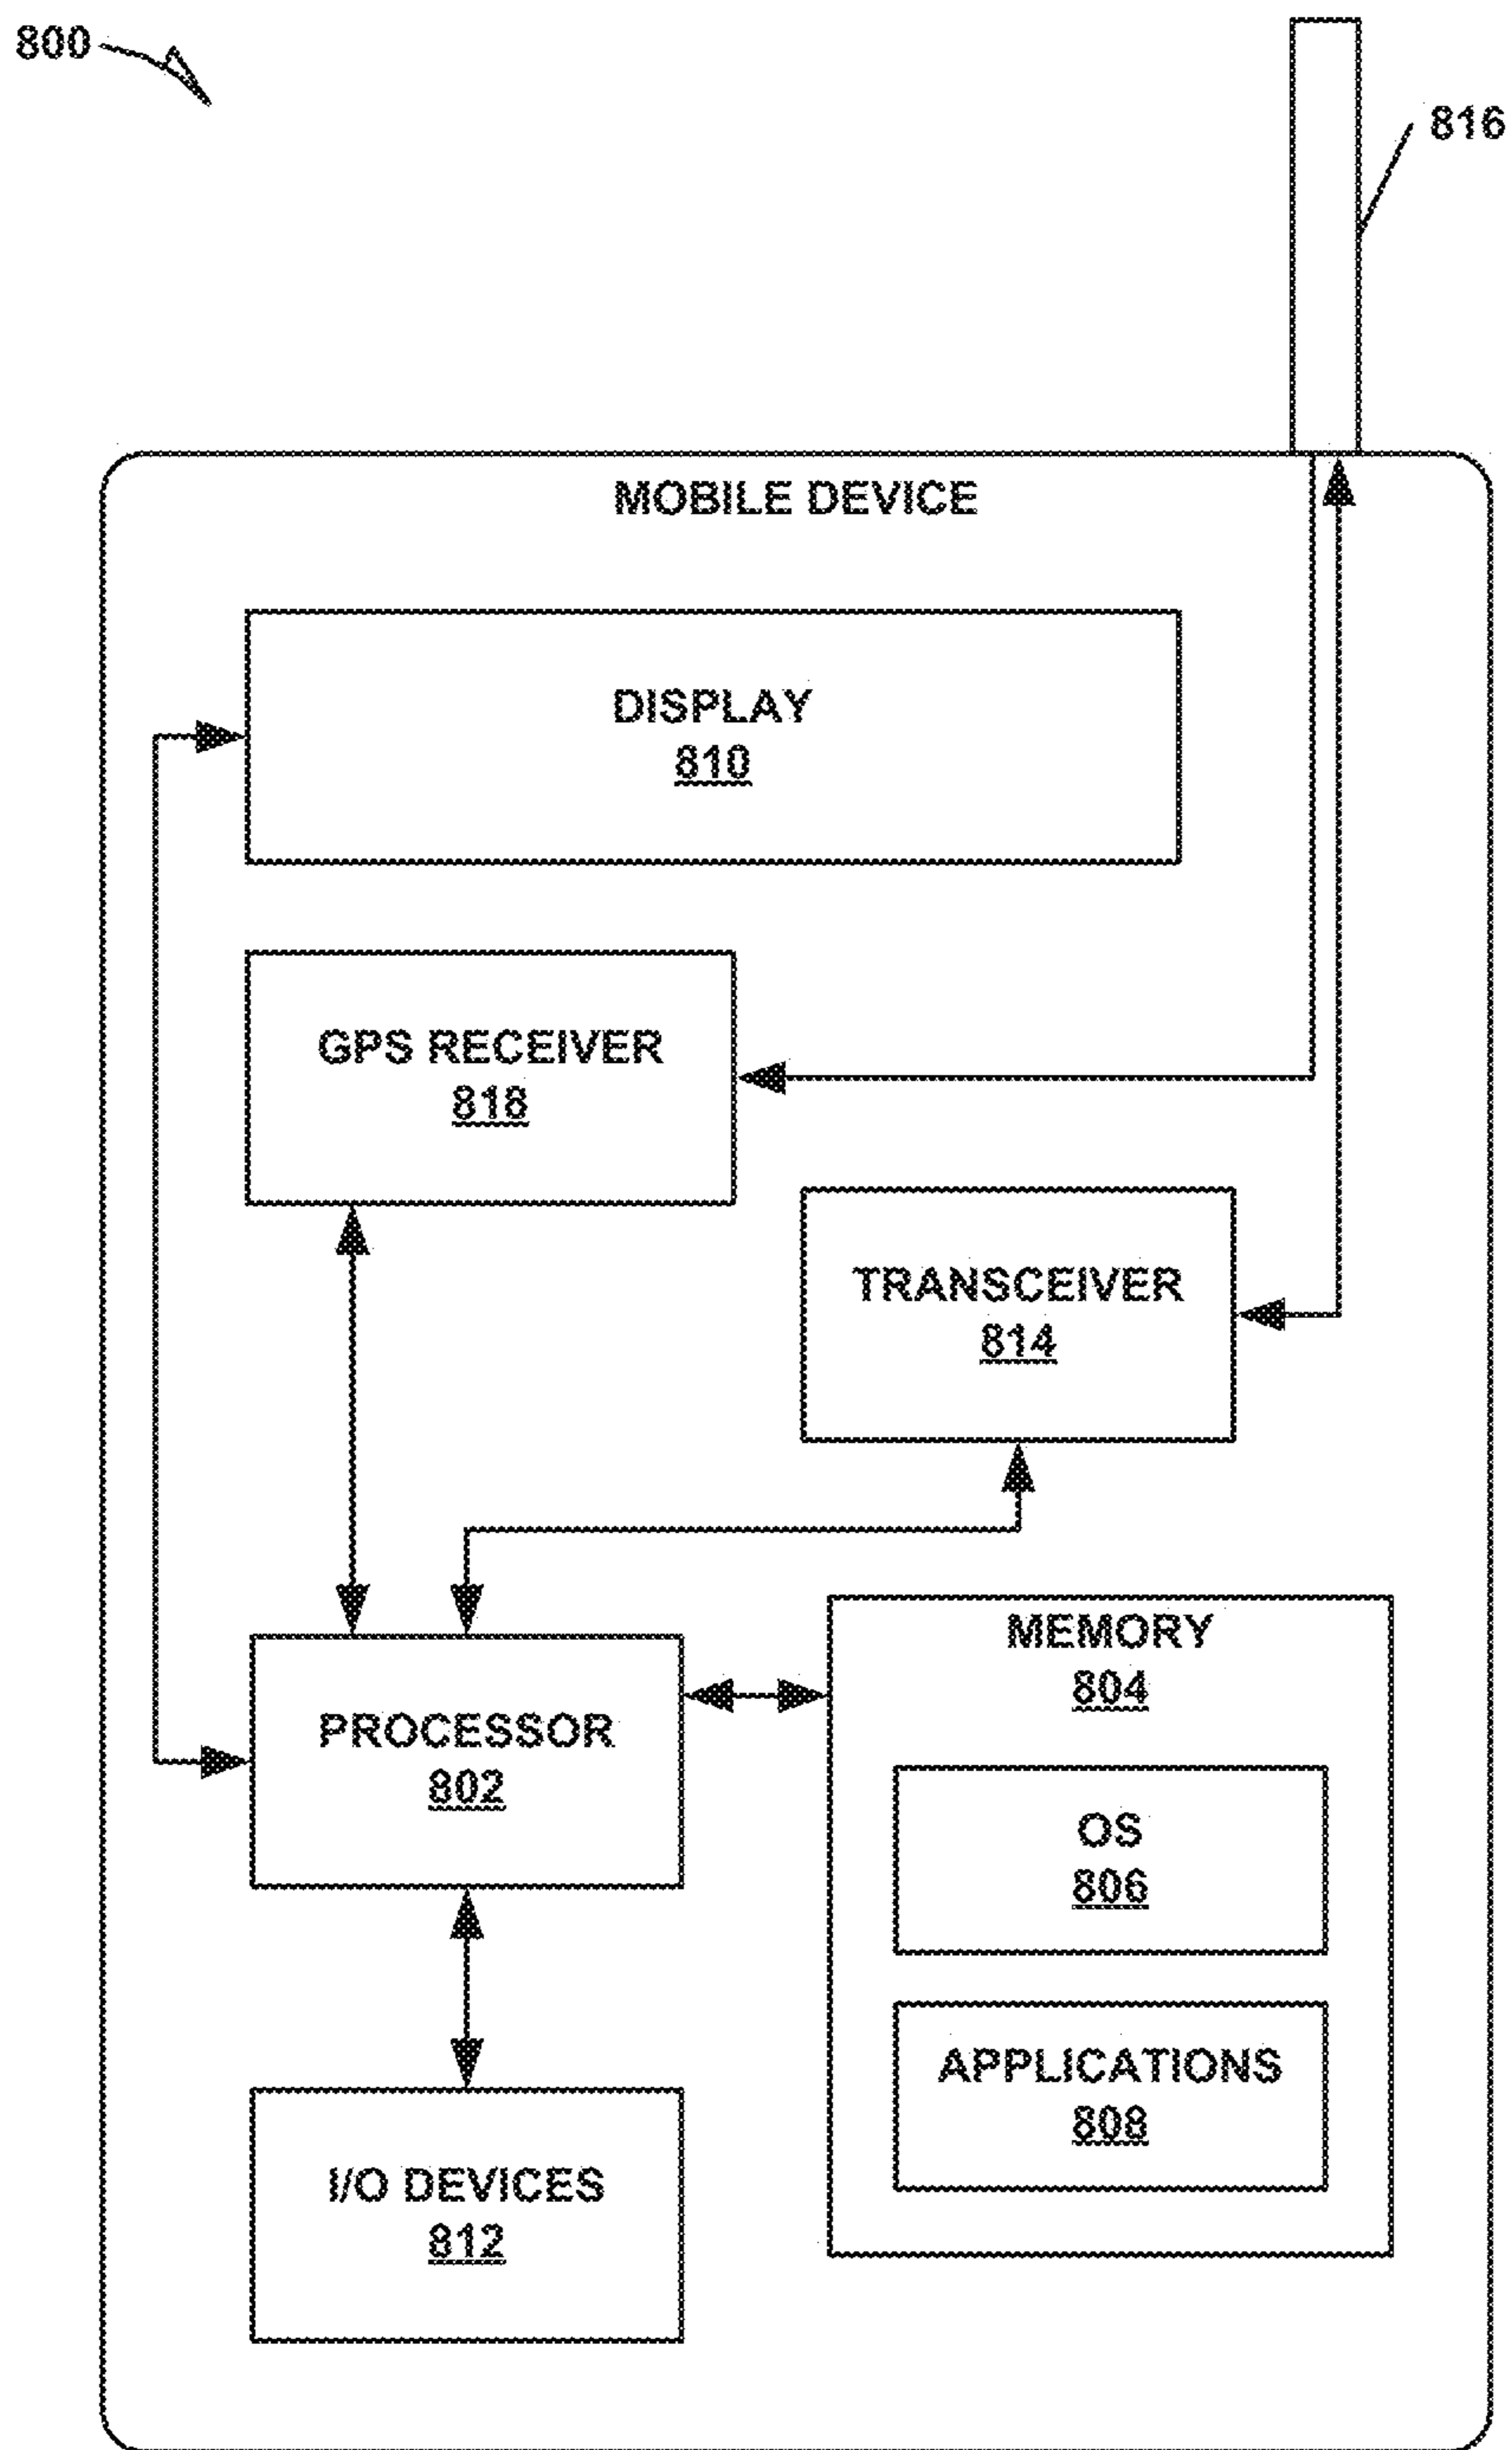 800
816
MOBILE DEVICE
DISPLAY
810
GPS RECEIVER
818
TRANSCEIVER
814
MEMORY
804
PROCESSOR
802
OS
806
APPLICATIONS
808
I/O DEVICES
812